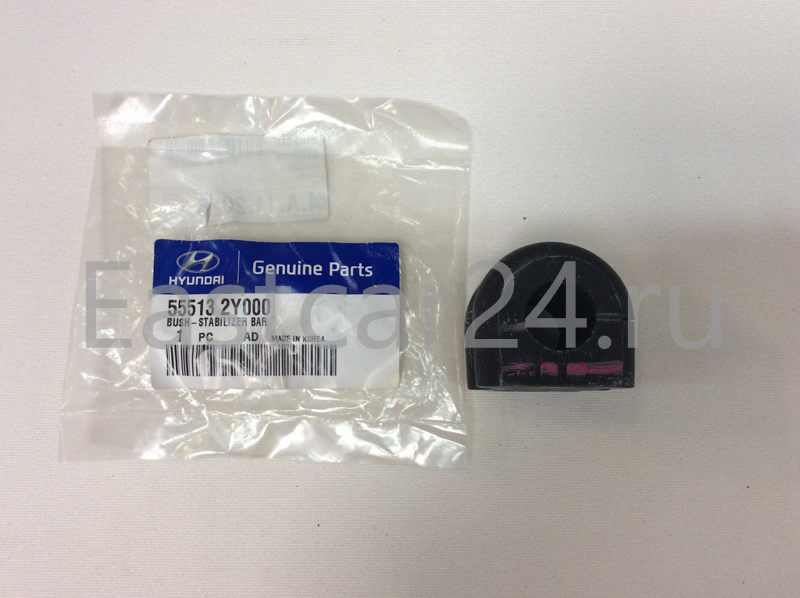 HYUNDAI
Genuine Parts
55513 2Y000
BUSH-STABILIZER BAR
1 PC AD MADE IN KOREA
Eastcar24.ru